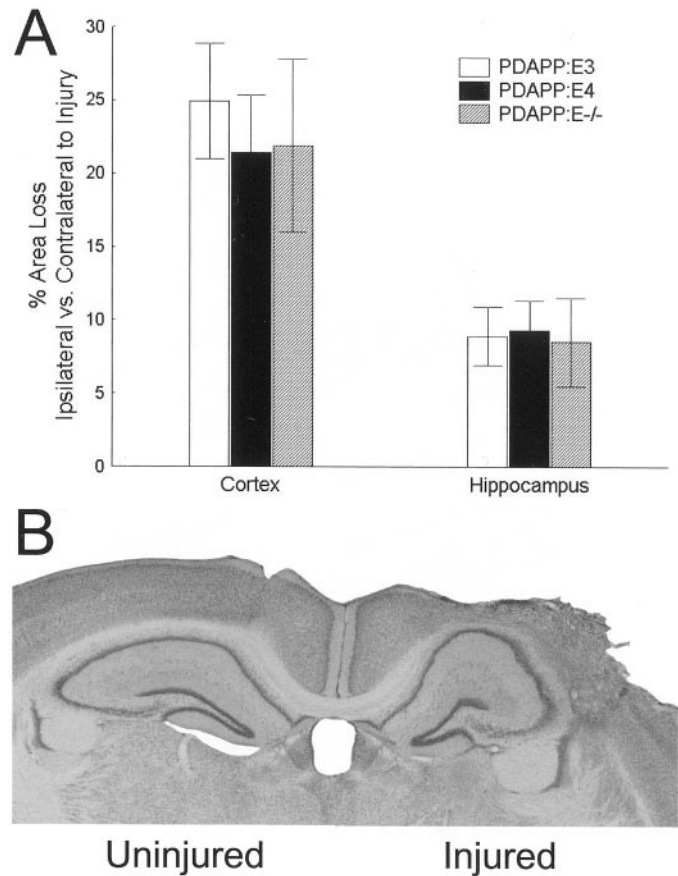 A
30
25
20
15
10
5
0
% Area Loss
Ipsilateral vs. Contralateral to Injury
PDAPP:E3
PDAPP:E4
PDAPP:E-/-
Cortex
Hippocampus
B
Uninjured
Injured